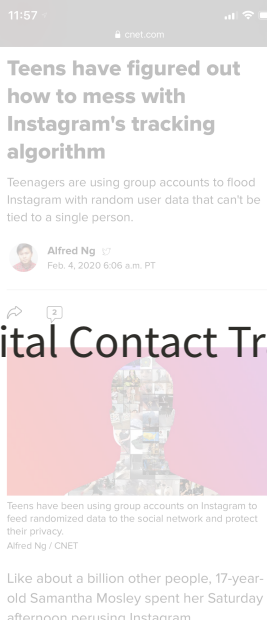 11:57
cnet.com
Teens have figured out
how to mess with
Instagram's tracking
algorithm
Teenagers are using group accounts to flood
Instagram with random user data that can't be
tied to a single person.
Alfred Ng
Feb. 4, 2020 6:06 a.m. PT
2
ital Contact Tr
Teens have been using group accounts on Instagram to
feed randomized data to the social network and protect
their privacy.
Alfred Ng / CNET
Like about a billion other people, 17-year-
old Samantha Mosley spent her Saturday
afternoon perusing Instagram